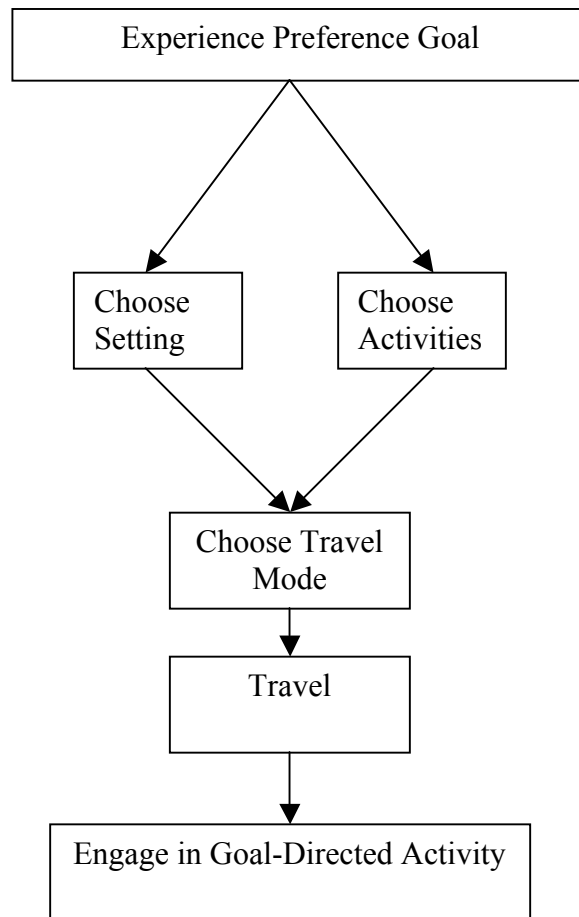 Experience Preference Goal
Choose
Setting
Choose
Activities
Choose Travel
Mode
Travel
Engage in Goal-Directed Activity